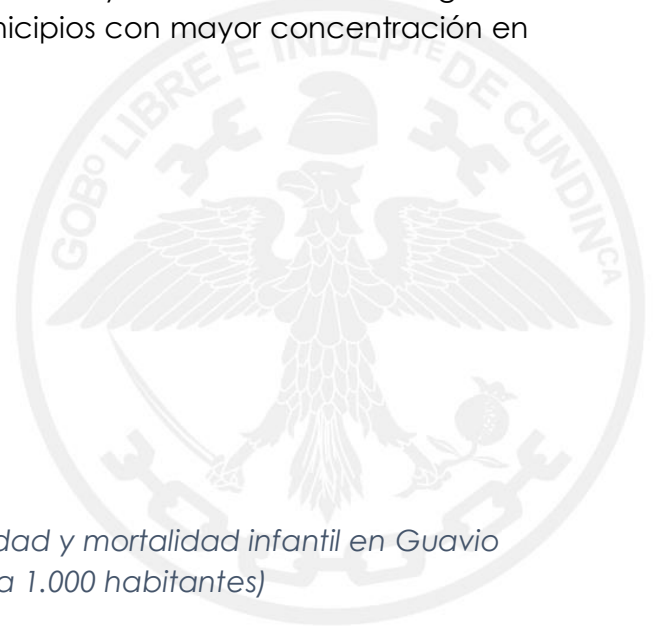 nicipios con mayor concentración en
GOBº LIBRE E INDEPTE DE CUNDINCA
dad y mortalidad infantil en Guavio
a 1.000 habitantes)